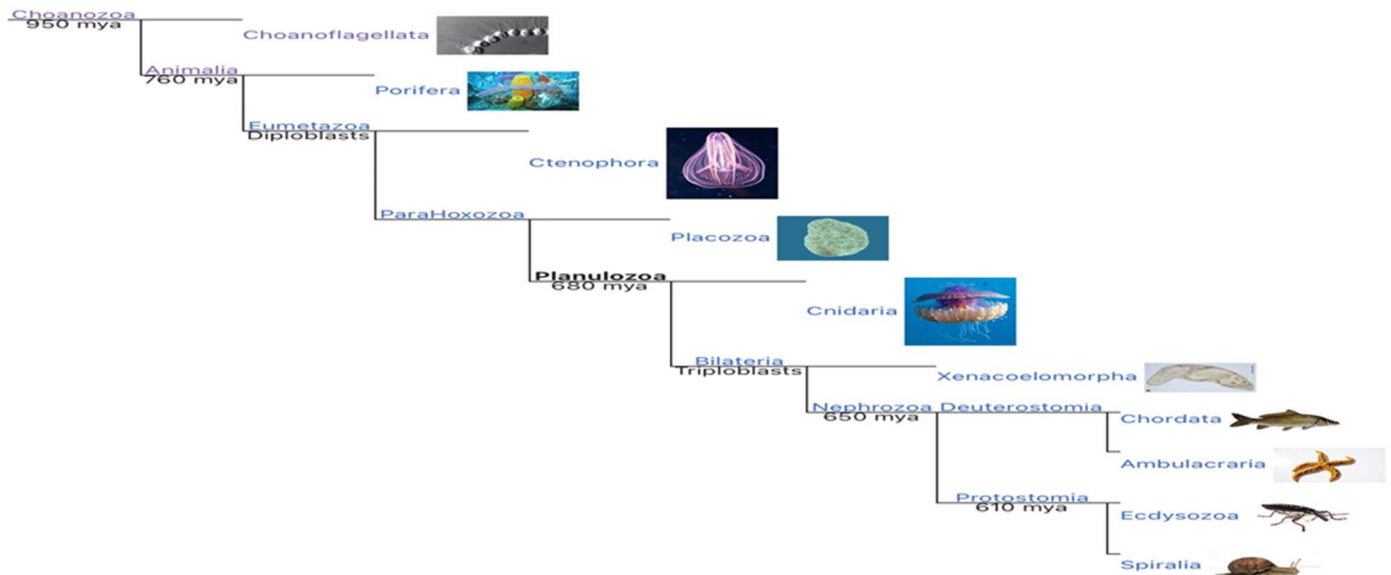 Choanozoa
950 mya
Choanoflagellata
Animalia
760 mya
Porifera
Eumetazoa
Diploblasts
Ctenophora
ParaHoxozoa
Placozoa
Planulozoa
680 mya
Cnidaria
Bilateria
Triploblasts
Xenacoelomorpha
Nephrozoa
650 mya
Deuterostomia
Chordata
Ambulacraria
Protostomia
610 mya
Ecdysozoa
Spiralia